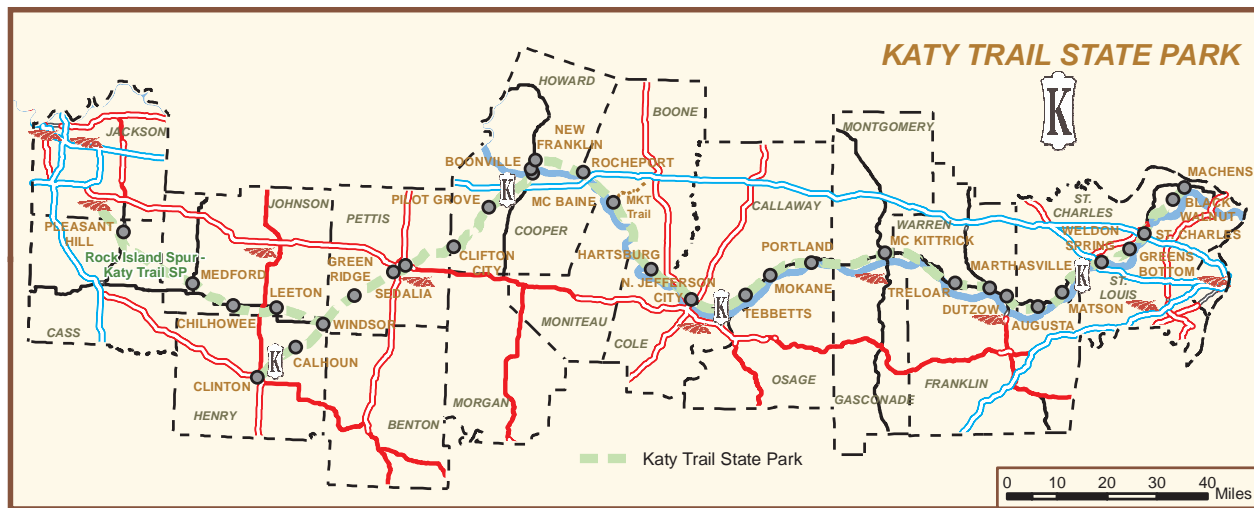 KATY TRAIL STATE PARK
K
HOWARD
BOONE
JACKSON
NEW
FRANKLIN
MONTGOMERY
BOONVILLE
ROCHEPORT
MACHENS
JOHNSON
PILOT GROVE
MC BAINE
MKT
Trail
CALLAWAY
ST.
CHARLES
BLACK
WALNUT
PETTIS
PLEASANT
HILL
COOPER
WARREN
ST. CHARLES
WELDON
SPRING
MC KITTRICK
PORTLAND
HARTSBURG
CLIFTON
CITY
GREENS
BOTTOM
Rock Island Spur -
Katy Trail SP
GREEN
RIDGE
MEDFORD
MARTHASVILLE
N. JEFFERSON
CITY
K
ST.
LOUIS
SEDALIA
MOKANE
TRELOAR
LEETON
TEBBETTS
DUTZOW
MATSON
CHILHOWEE
WINDSOR
MONITEAU
AUGUSTA
CASS
COLE
K
CALHOUN
K
CLINTON
OSAGE
FRANKLIN
HENRY
MORGAN
GASCONADE
BENTON
K
Katy Trail State Park
0 10 20 30 40
Miles